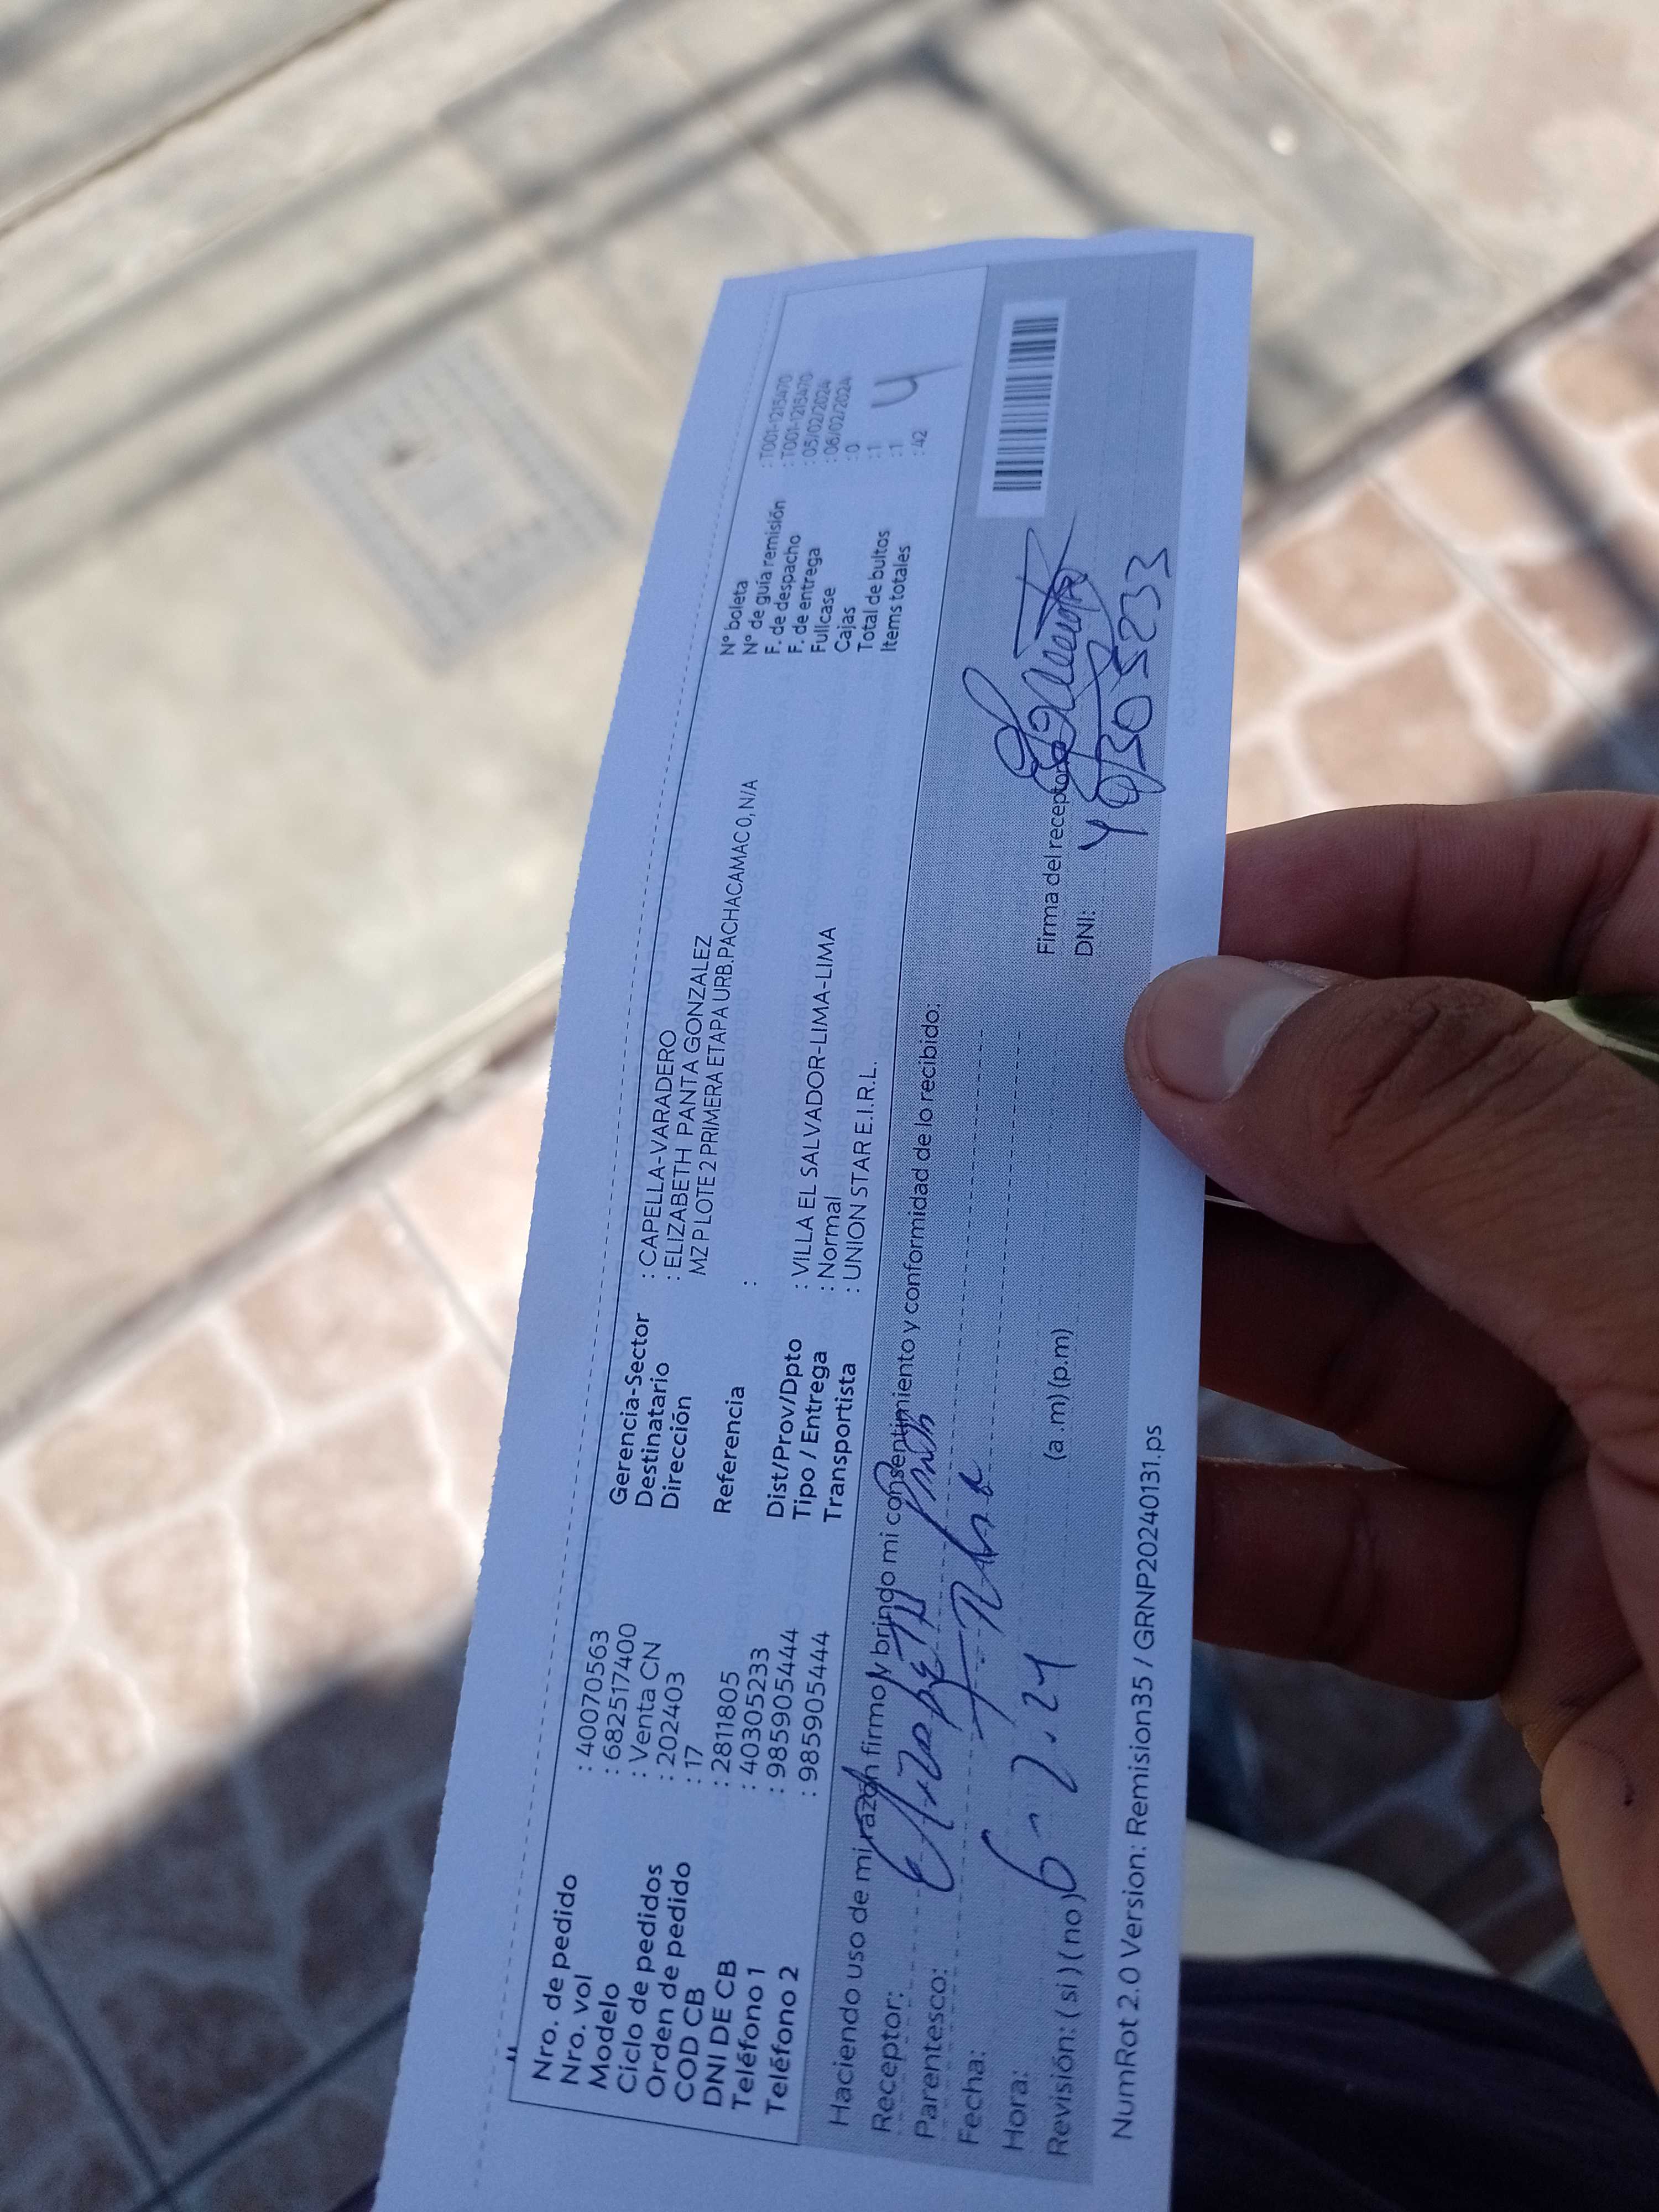 Nro. de pedido : 40070563
Nro. vol : 682517400
Modelo : Venta CN
Ciclo de pedidos : 202403
Orden de pedido : 17
COD CB : 2811805
DNI DE CB : 40305233
Teléfono 1 : 985905444
Teléfono 2 : 985905444
Gerencia-Sector : CAPELLA-VARADERO
Destinatario : ELIZABETH PANTA GONZALEZ
Dirección MZ P LOTE 2 PRIMERA ETAPA URB.PACHACAMAC 0, N/A
Referencia :
Dist/Prov/Dpto : VILLA EL SALVADOR-LIMA-LIMA
Tipo / Entrega : Normal
Transportista : UNION STAR E.I.R.L.
N° boleta : T001-1215470
N° de guía remisión : T001-1215470
F. de despacho : 05/02/2024
F. de entrega : 06/02/2024
Fullcase : 0
Cajas : 1
Total de bultos : 1
Items totales : 42
Haciendo uso de mi razón firmo y brindo mi consentimiento y conformidad de lo recibido:
Receptor: Elizabeth Panta
Parentesco:
Fecha: 6-2.24
Hora: (a.m) (p.m)
Revisión: ( si ) ( no )
Firma del receptor:
DNI: 40305233
NumRot 2.0 Version: Remision35 / GRNP20240131.ps